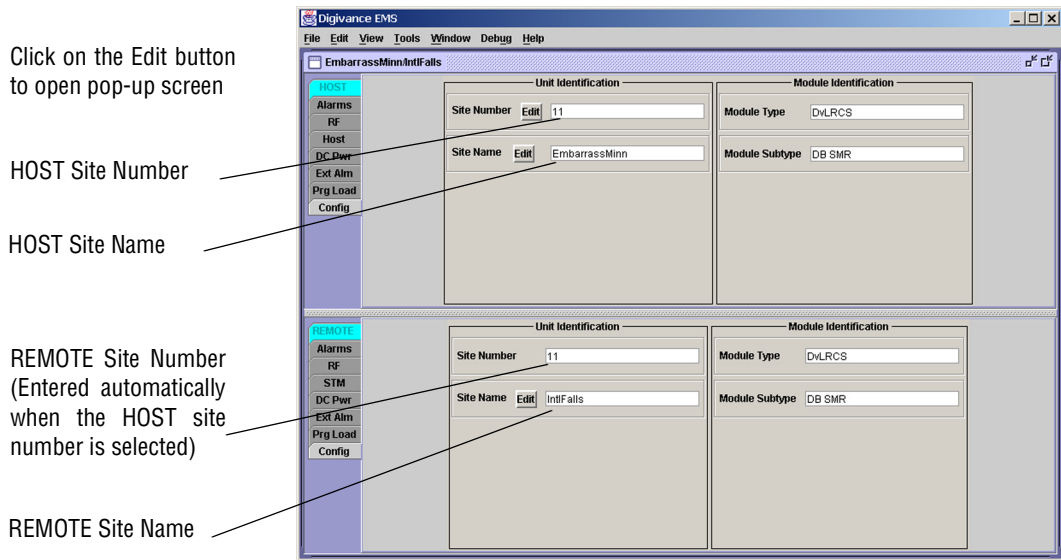 Click on the Edit button
to open pop-up screen
HOST Site Number
HOST Site Name
REMOTE Site Number
(Entered automatically
when the HOST site
number is selected)
REMOTE Site Name
Digivance EMS
File Edit View Tools Window Debug Help
EmbarrassMinn/IntlFalls
HOST
Alarms
RF
Host
DC Pwr
Ext Alm
Prg Load
Config
Unit Identification
Site Number Edit 11
Site Name Edit EmbarrassMinn
Module Identification
Module Type DvLRCS
Module Subtype DB SMR
REMOTE
Alarms
RF
STM
DC Pwr
Ext Alm
Prg Load
Config
Unit Identification
Site Number 11
Site Name Edit IntlFalls
Module Identification
Module Type DvLRCS
Module Subtype DB SMR